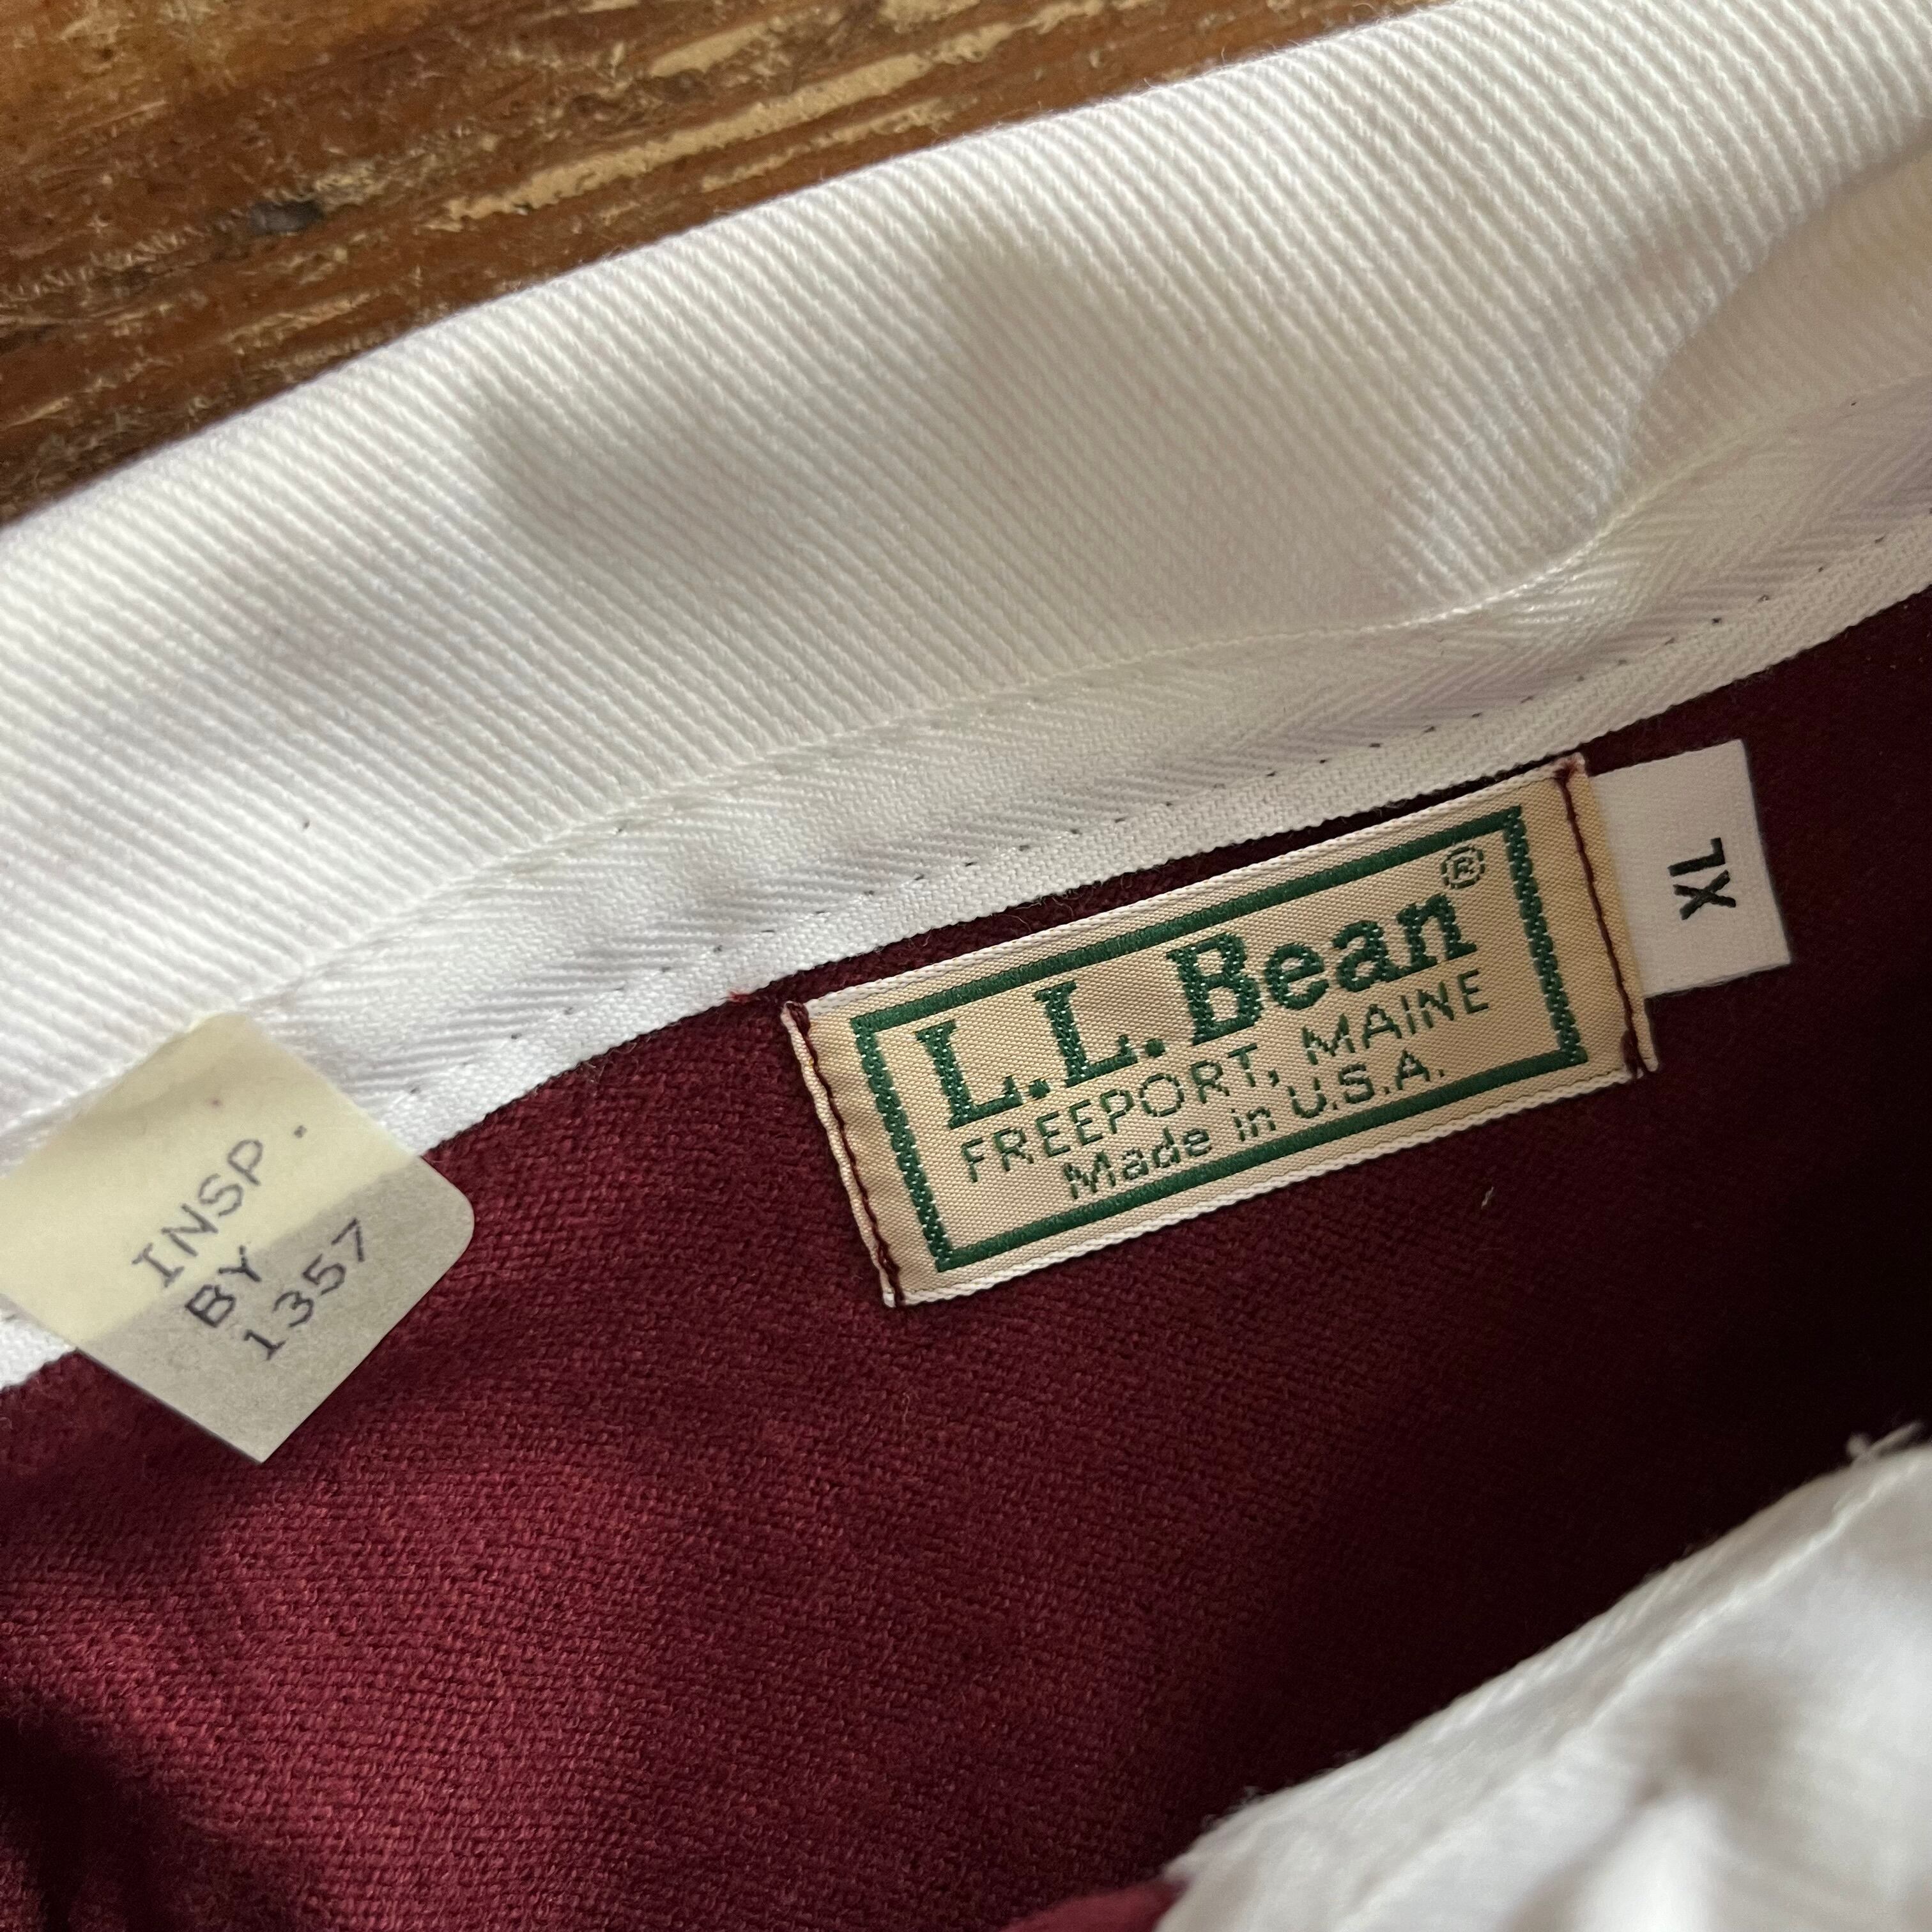 L.L.Bean®
FREEPORT, MAINE
Made in U.S.A.
XL
INSP.
BY
1357